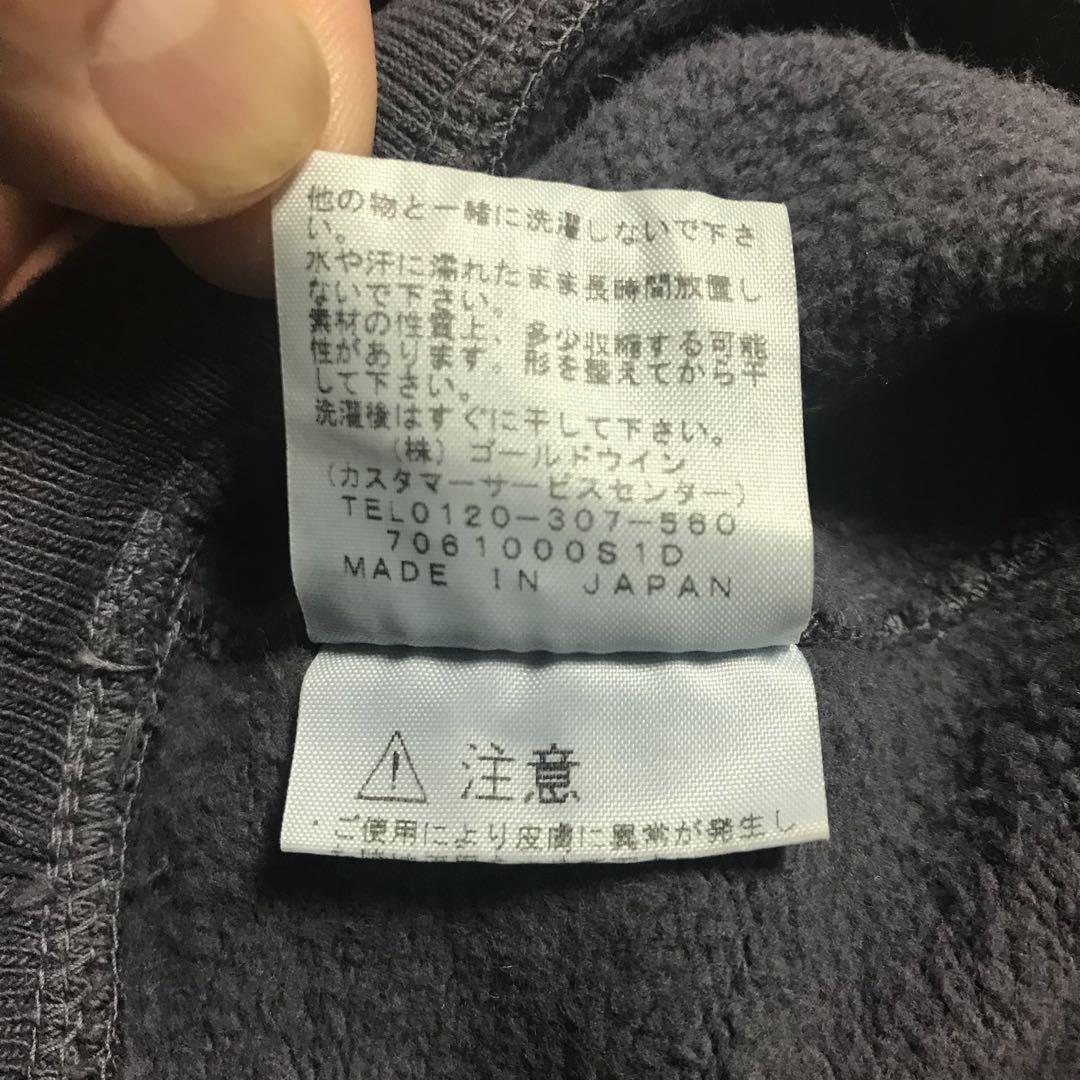 他の物と一緒に洗濯しないで下さ
い。
水や汗に濡れたまま長時間放置し
ないで下さい。
素材の性質上、多少収縮する可能
性があります。形を整えてから干
して下さい。
洗濯後はすぐに干して下さい。
(株)ゴールドウイン
(カスタマーサービスセンター)
TEL0120-307-560
7061000S1D
MADE IN JAPAN
⚠ 注意
・ご使用により皮膚に異常が発生し